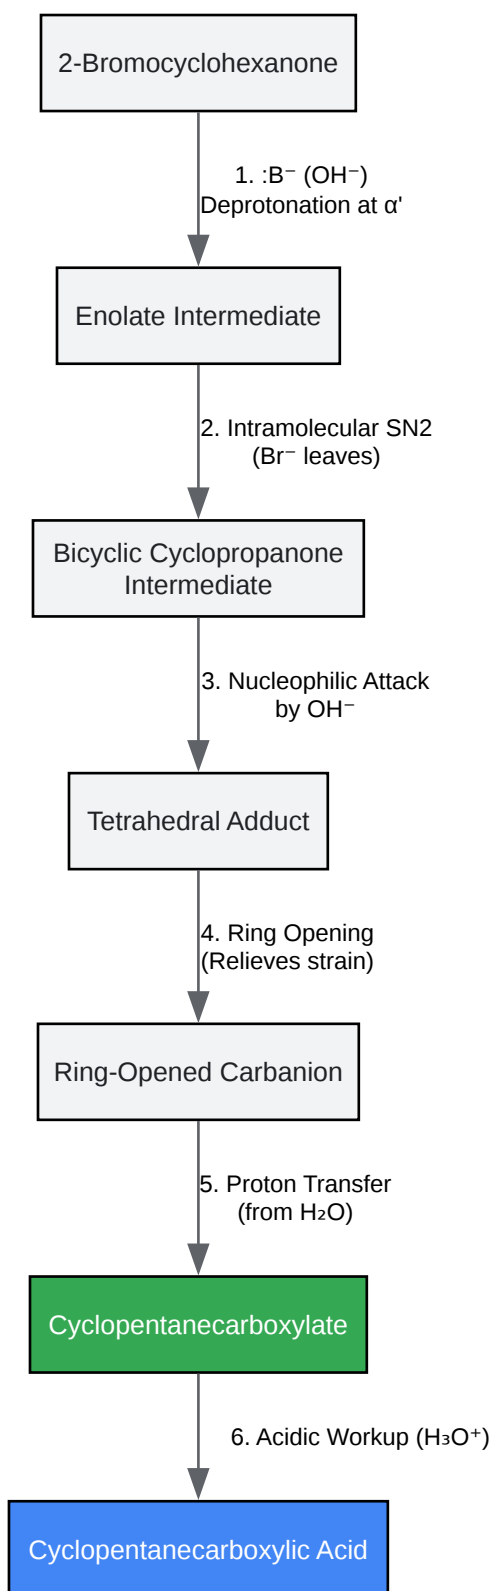 2-Bromocyclohexanone
1. :B⁻ (OH⁻)
Deprotonation at α'
Enolate Intermediate
2. Intramolecular SN2
(Br⁻ leaves)
Bicyclic Cyclopropanone
Intermediate
3. Nucleophilic Attack
by OH⁻
Tetrahedral Adduct
4. Ring Opening
(Relieves strain)
Ring-Opened Carbanion
5. Proton Transfer
(from H₂O)
Cyclopentanecarboxylate
6. Acidic Workup (H₃O⁺)
Cyclopentanecarboxylic Acid